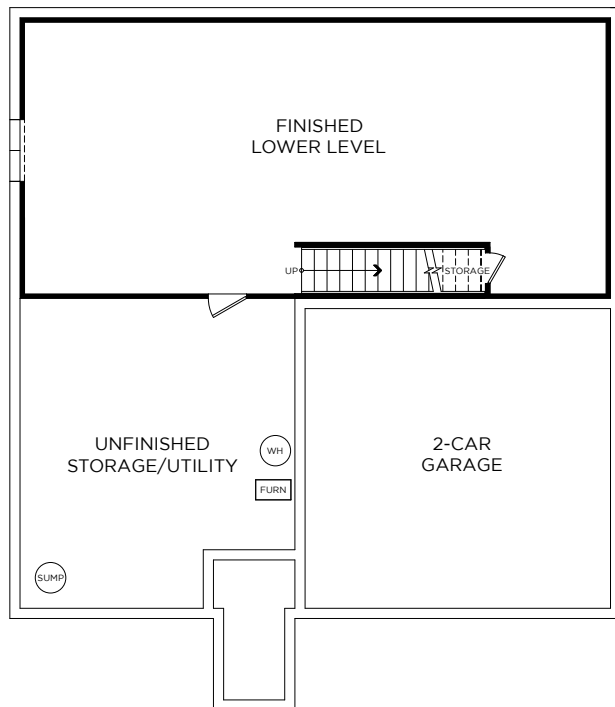 FINISHED
LOWER LEVEL
UP
STORAGE
UNFINISHED
STORAGE/UTILITY
WH
FURN
2-CAR
GARAGE
SUMP